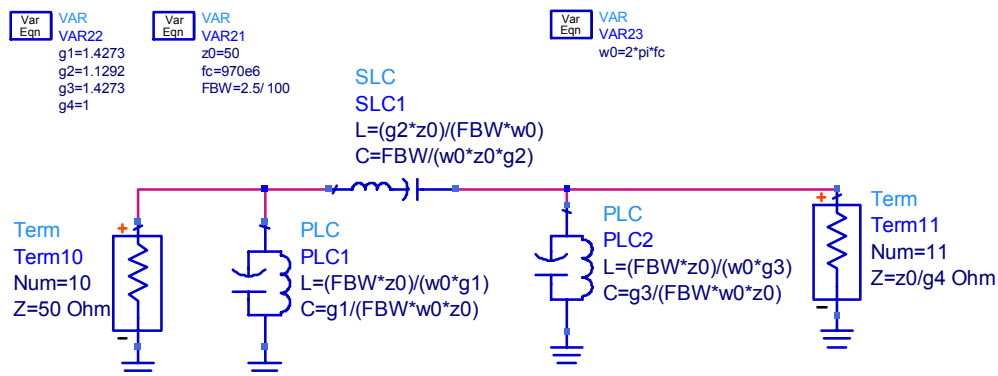 Var
Eqn
VAR
VAR22
g1=1.4273
g2=1.1292
g3=1.4273
g4=1
Var
Eqn
VAR
VAR21
z0=50
fc=970e6
FBW=2.5/ 100
Var
Eqn
VAR
VAR23
w0=2*pi*fc
SLC
SLC1
L=(g2*z0)/(FBW*w0)
C=FBW/(w0*z0*g2)
+
Term
Term10
Num=10
Z=50 Ohm
-
PLC
PLC1
L=(FBW*z0)/(w0*g1)
C=g1/(FBW*w0*z0)
PLC
PLC2
L=(FBW*z0)/(w0*g3)
C=g3/(FBW*w0*z0)
+
Term
Term11
Num=11
Z=z0/g4 Ohm
-